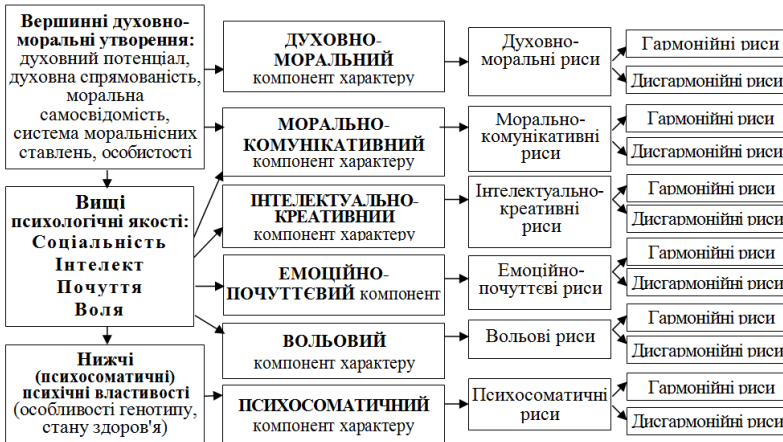 Вершинні духовно-
моральні утворення:
духовний потенціал,
духовна спрямованість,
моральна
самосвідомість,
система моральнісних
ставлень, особистості
Вищі
психологічні якості:
Соціальність
Інтелект
Почуття
Воля
Нижчі
(психосоматичні)
психічні властивості
(особливості генотипу,
стану здоров'я)
ДУХОВНО-
МОРАЛЬНИЙ
компонент характеру
МОРАЛЬНО-
КОМУНІКАТИВНИЙ
компонент характеру
ІНТЕЛЕКТУАЛЬНО-
КРЕАТИВНИЙ
компонент характеру
ЕМОЦІЙНО-
ПОЧУТТЄВИЙ компонент
ВОЛЬОВИЙ
компонент характеру
ПСИХОСОМАТИЧНИЙ
компонент характеру
Духовно-
моральні риси
Морально-
комунікативні
риси
Інтелектуально-
креативні
риси
Емоційно-
почуттєві риси
Вольові риси
Психосоматичні
риси
Гармонійні риси
Дисгармонійні риси
Гармонійні риси
Дисгармонійні риси
Гармонійні риси
Дисгармонійні риси
Гармонійні риси
Дисгармонійні риси
Гармонійні риси
Дисгармонійні риси
Гармонійні риси
Дисгармонійні риси